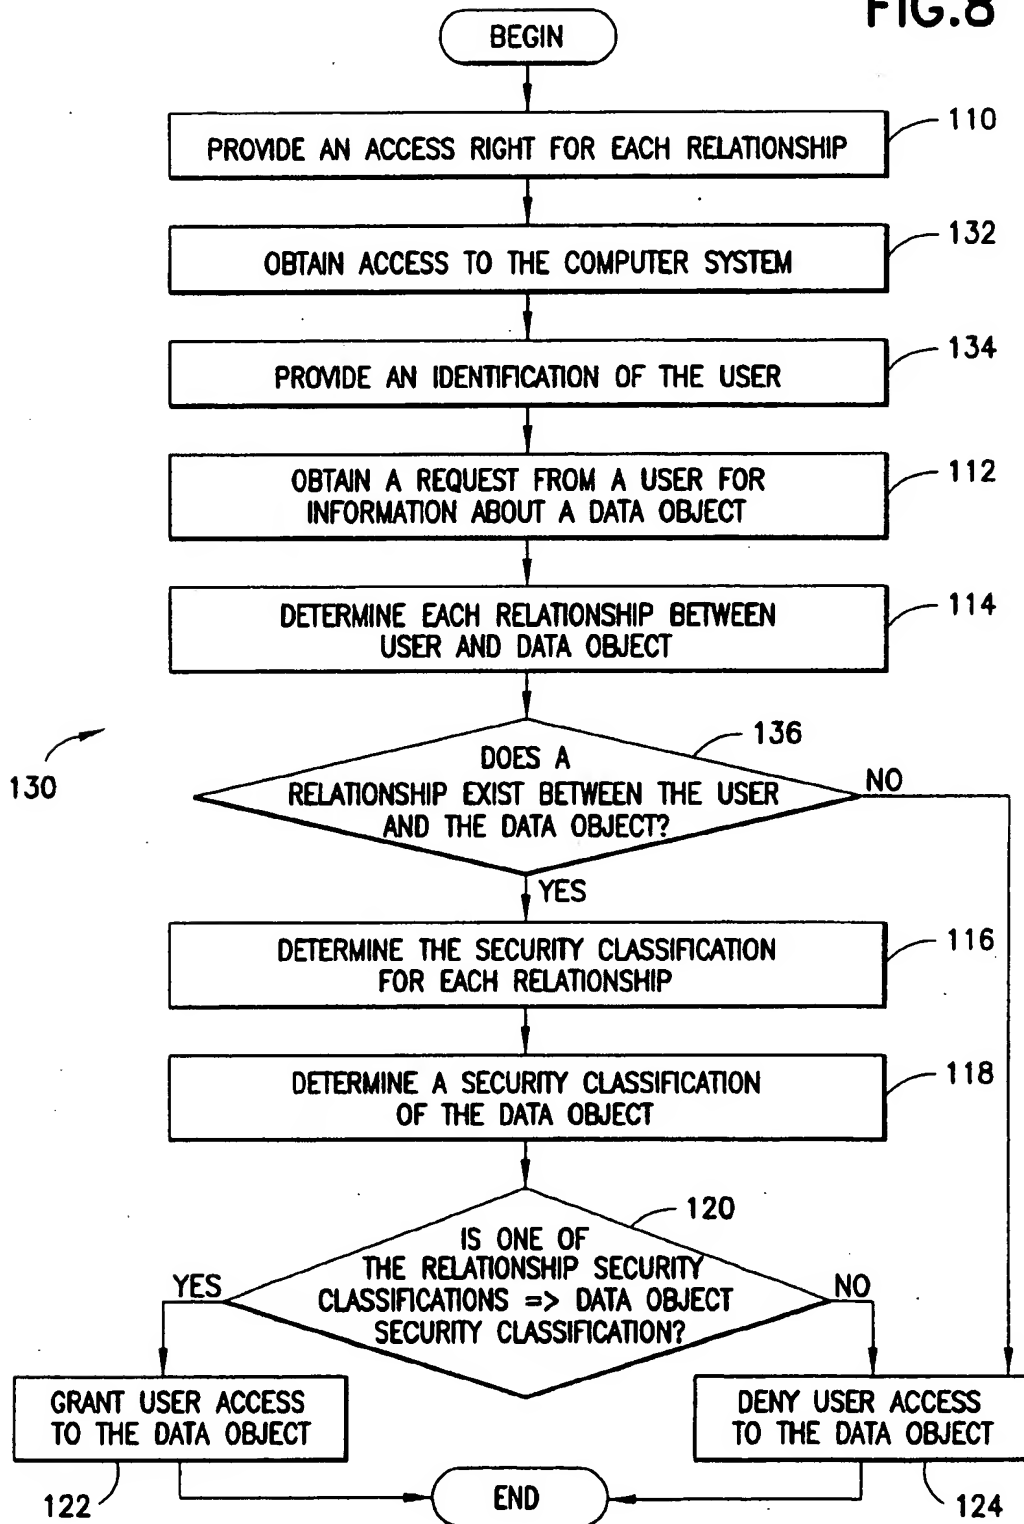 FIG.8
BEGIN
PROVIDE AN ACCESS RIGHT FOR EACH RELATIONSHIP
110
OBTAIN ACCESS TO THE COMPUTER SYSTEM
132
PROVIDE AN IDENTIFICATION OF THE USER
134
OBTAIN A REQUEST FROM A USER FOR
INFORMATION ABOUT A DATA OBJECT
112
DETERMINE EACH RELATIONSHIP BETWEEN
USER AND DATA OBJECT
114
130
DOES A
RELATIONSHIP EXIST BETWEEN THE USER
AND THE DATA OBJECT?
136
NO
YES
DETERMINE THE SECURITY CLASSIFICATION
FOR EACH RELATIONSHIP
116
DETERMINE A SECURITY CLASSIFICATION
OF THE DATA OBJECT
118
IS ONE OF
THE RELATIONSHIP SECURITY
CLASSIFICATIONS => DATA OBJECT
SECURITY CLASSIFICATION?
120
YES
NO
GRANT USER ACCESS
TO THE DATA OBJECT
122
DENY USER ACCESS
TO THE DATA OBJECT
124
END